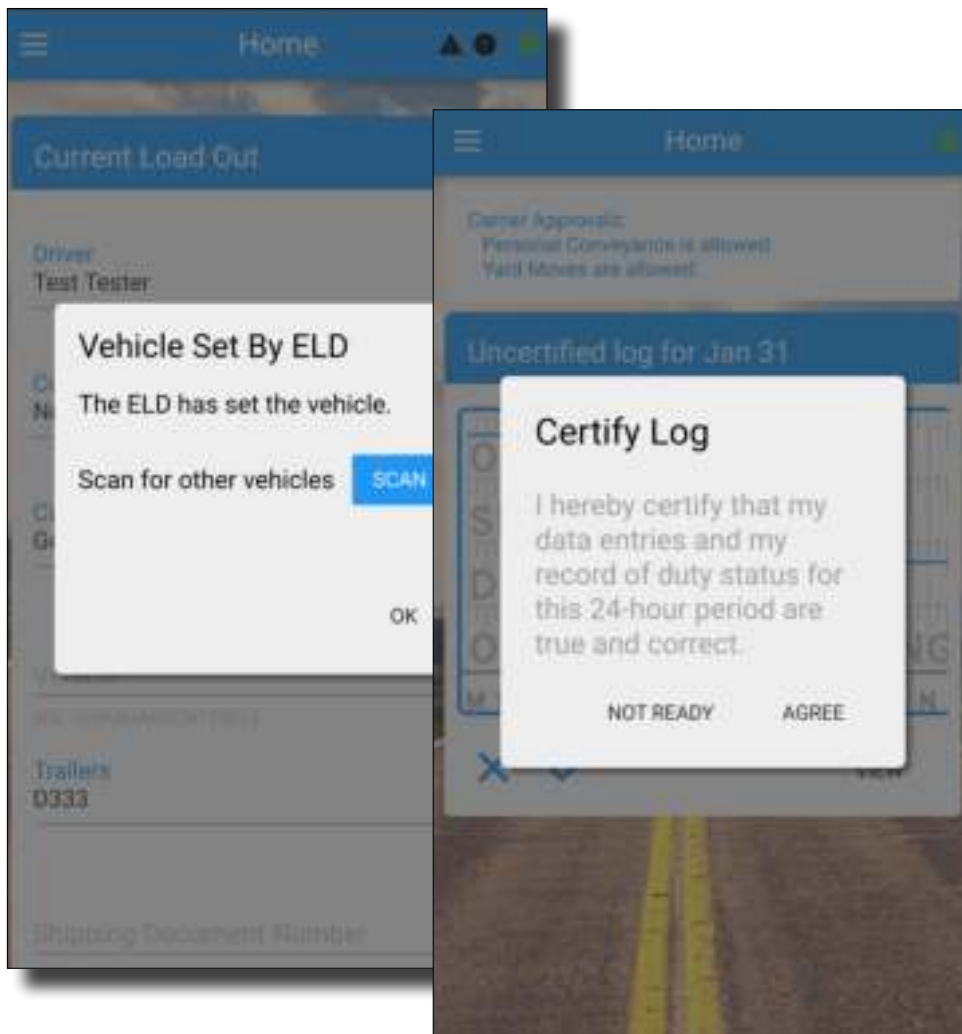 Home
Current Load Out
Driver
Test Tester
Vehicle Set By ELD
The ELD has set the vehicle.
Scan for other vehicles SCAN
OK
Trailers
D333
Shipping Document Number
Home
Carrier Approvals:
Personal Conveyance is allowed
Yard Moves are allowed
Uncertified log for Jan 31
Certify Log
I hereby certify that my
data entries and my
record of duty status for
this 24-hour period are
true and correct.
NOT READY AGREE
VIEW